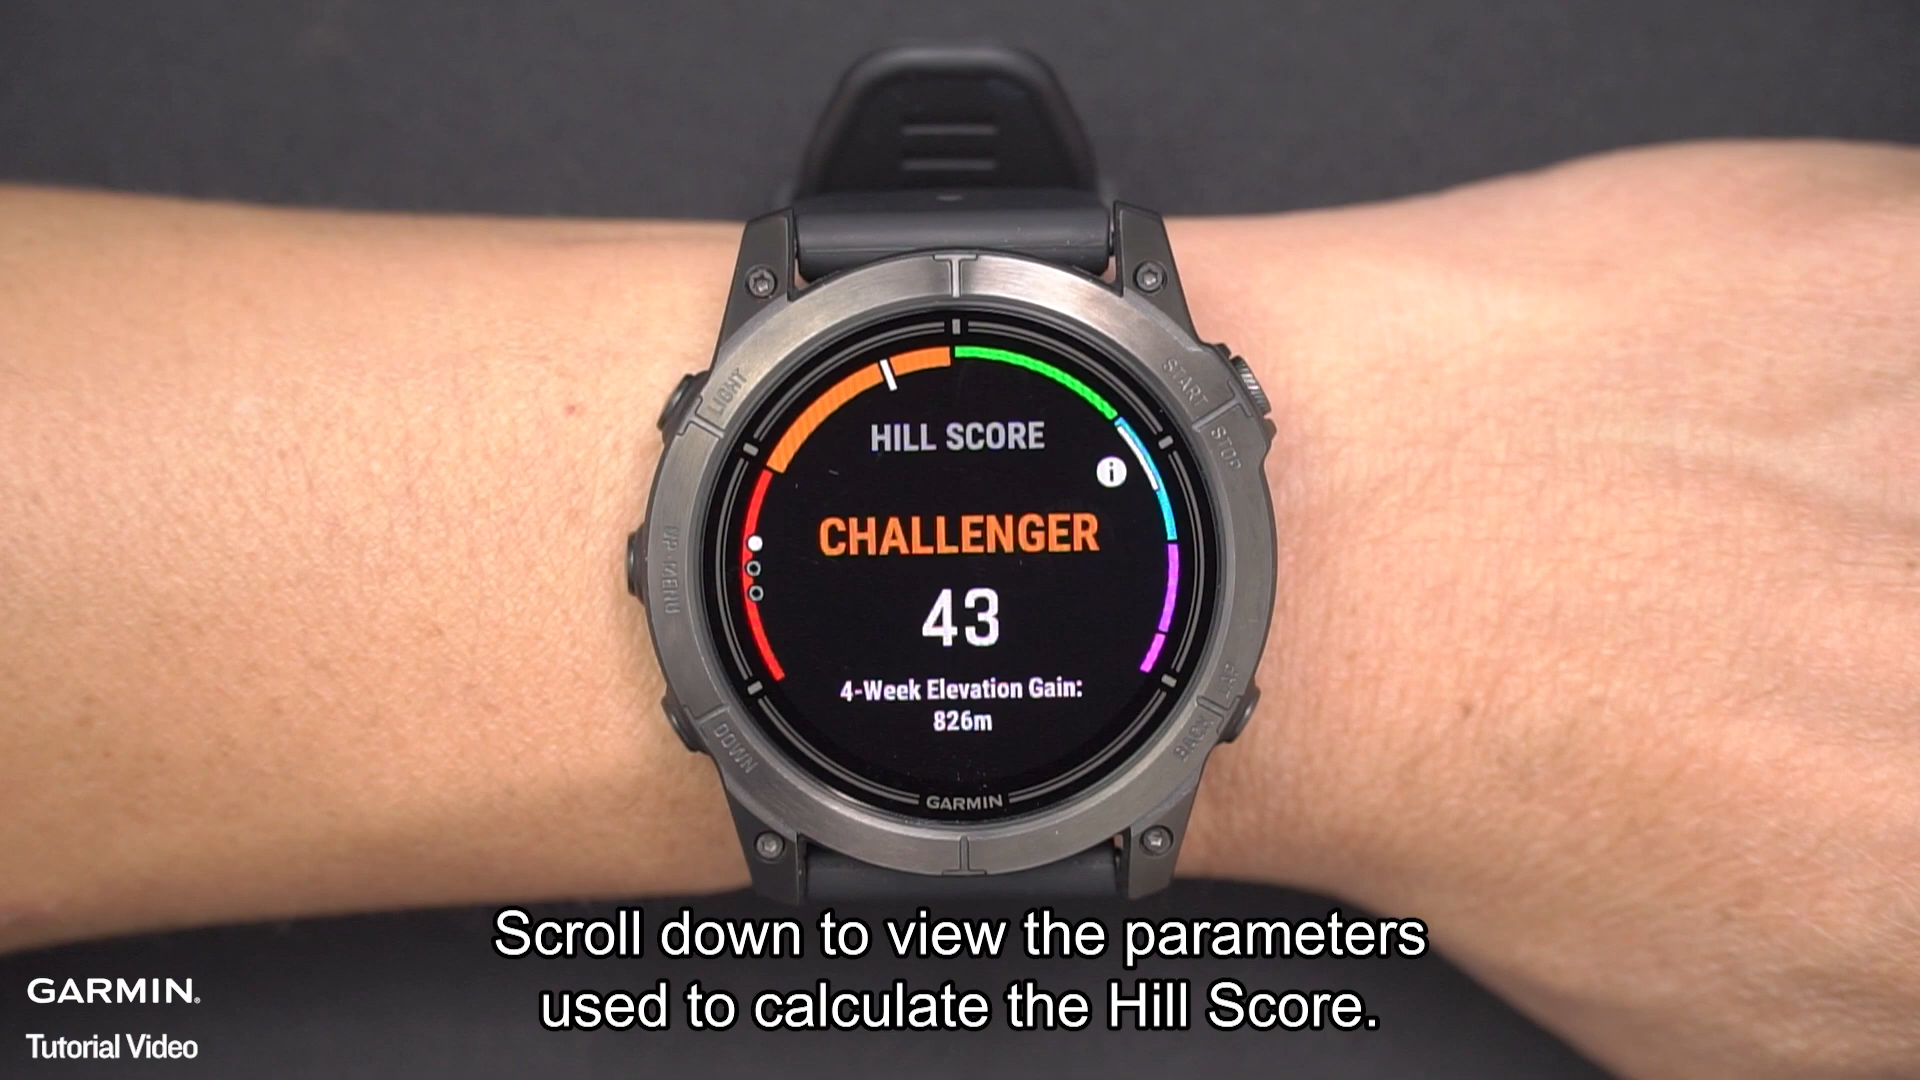 LIGHT
START
STOP
HILL SCORE
i
CHALLENGER
UP·MENU
43
4-Week Elevation Gain:
826m
DOWN
BACK
LAP
GARMIN
Scroll down to view the parameters
used to calculate the Hill Score.
GARMIN.
Tutorial Video